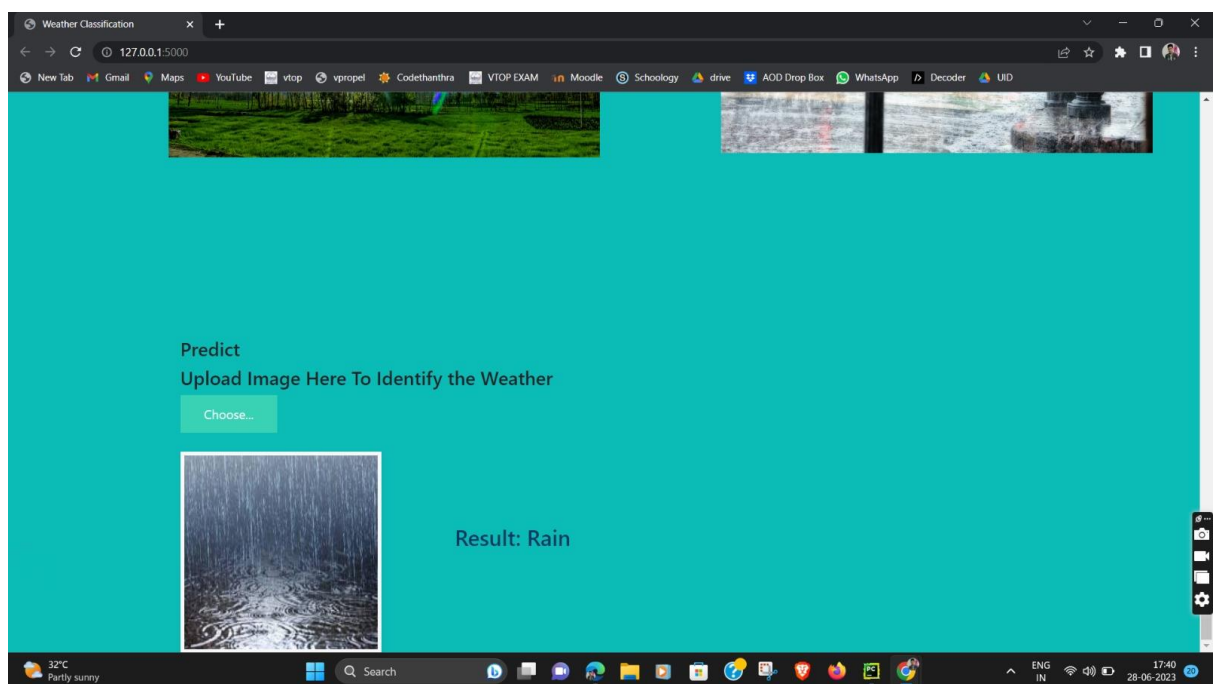 Weather Classification
127.0.0.1:5000
New Tab Gmail Maps YouTube vtop vpropel Codethanthra VTOP EXAM Moodle Schoology drive AOD Drop Box WhatsApp Decoder UID
Predict
Upload Image Here To Identify the Weather
Choose...
Result: Rain
32°C
Partly sunny
Search
ENG
IN
17:40
28-06-2023
20